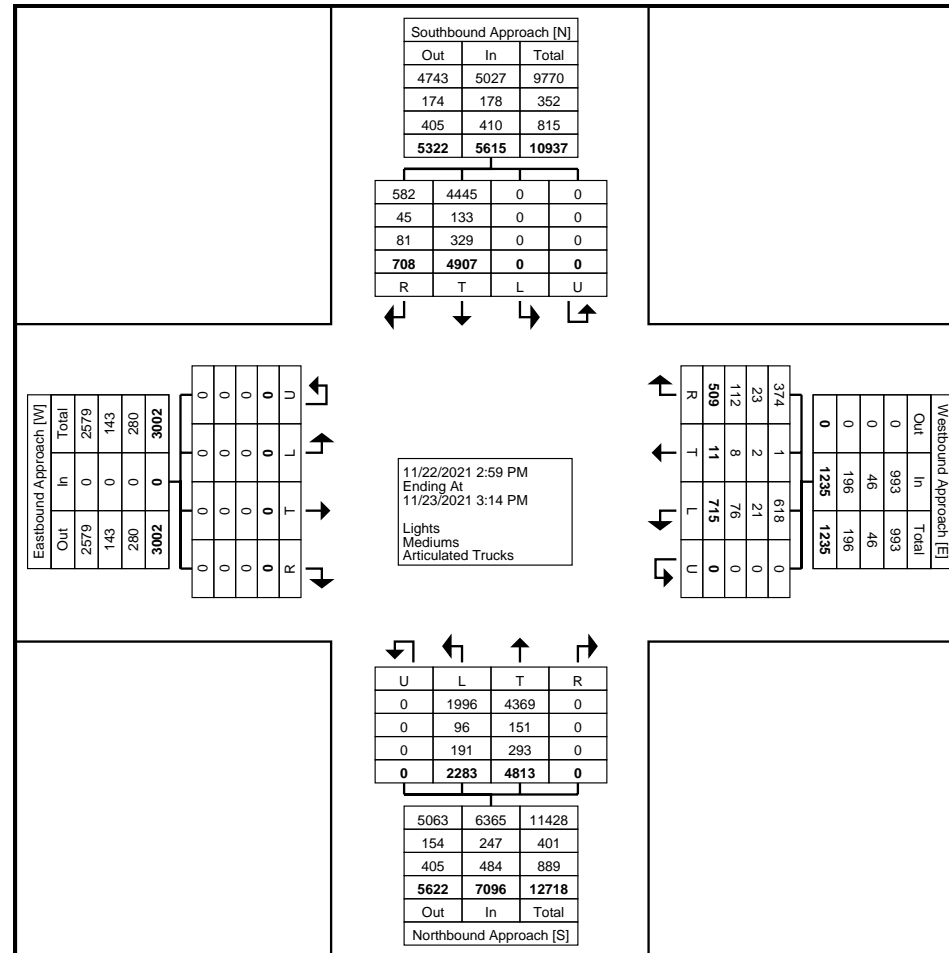 Southbound Approach [N]
Out In Total
4743 5027 9770
174 178 352
405 410 815
5322 5615 10937
582 4445 0 0
45 133 0 0
81 329 0 0
708 4907 0 0
R T L U
Eastbound Approach [W]
Total In Out
2579 0 2579
143 0 143
280 0 280
3002 0 3002
0 0 0 0
0 0 0 0
0 0 0 0
0 0 0 0
U L T R
11/22/2021 2:59 PM
Ending At
11/23/2021 3:14 PM
Lights
Mediums
Articulated Trucks
Westbound Approach [E]
Out In Total
0 993 993
0 46 46
0 196 196
0 1235 1235
374 1 618 0
23 2 21 0
112 8 76 0
509 11 715 0
R T L U
U L T R
0 1996 4369 0
0 96 151 0
0 191 293 0
0 2283 4813 0
5063 6365 11428
154 247 401
405 484 889
5622 7096 12718
Out In Total
Northbound Approach [S]